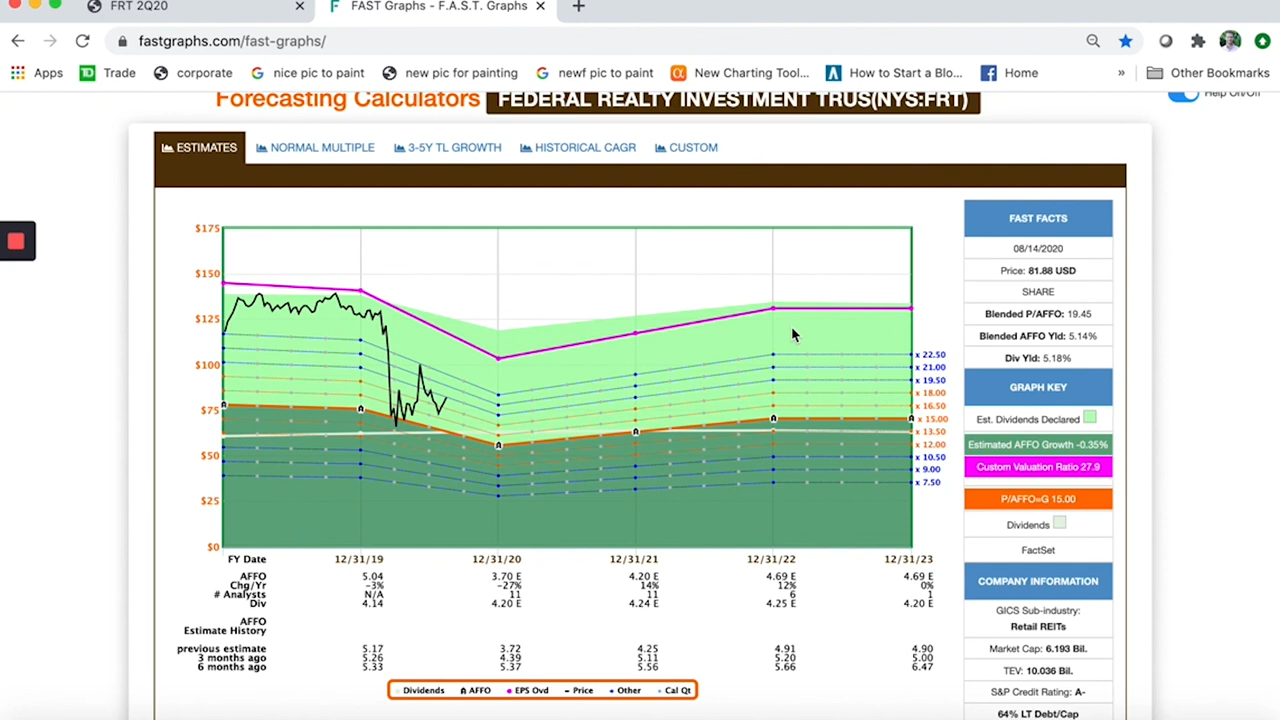 FRT 2Q20
FAST Graphs - F.A.S.T. Graphs
fastgraphs.com/fast-graphs/
Apps Trade corporate nice pic to paint new pic for painting newf pic to paint New Charting Tool... How to Start a Blo... Home » Other Bookmarks
Forecasting Calculators FEDERAL REALTY INVESTMENT TRUS(NYS:FRT)
Help On/Off
ESTIMATES NORMAL MULTIPLE 3-5Y TL GROWTH HISTORICAL CAGR CUSTOM
$175
$150
$125
$100
$75
$50
$25
$0
x 22.50
x 21.00
x 19.50
x 18.00
x 16.50
x 15.00
x 13.50
x 12.00
x 10.50
x 9.00
x 7.50
FY Date 12/31/19 12/31/20 12/31/21 12/31/22 12/31/23
AFFO 5.04 3.70 E 4.20 E 4.69 E 4.69 E
Chg/Yr -3% -27% 14% 12% 0%
# Analysts N/A 11 11 6 1
Div 4.14 4.20 E 4.24 E 4.25 E 4.20 E
AFFO
Estimate History
previous estimate 5.17 3.72 4.25 4.91 4.90
3 months ago 5.26 4.39 5.11 5.20 5.00
6 months ago 5.33 5.37 5.56 5.66 6.47
Dividends AFFO EPS Ovd Price Other Cal Qt
FAST FACTS
08/14/2020
Price: 81.88 USD
SHARE
Blended P/AFFO: 19.45
Blended AFFO Yld: 5.14%
Div Yld: 5.18%
GRAPH KEY
Est. Dividends Declared
Estimated AFFO Growth -0.35%
Custom Valuation Ratio 27.9
P/AFFO=G 15.00
Dividends
FactSet
COMPANY INFORMATION
GICS Sub-industry:
Retail REITs
Market Cap: 6.193 Bil.
TEV: 10.036 Bil.
S&P Credit Rating: A-
64% LT Debt/Cap